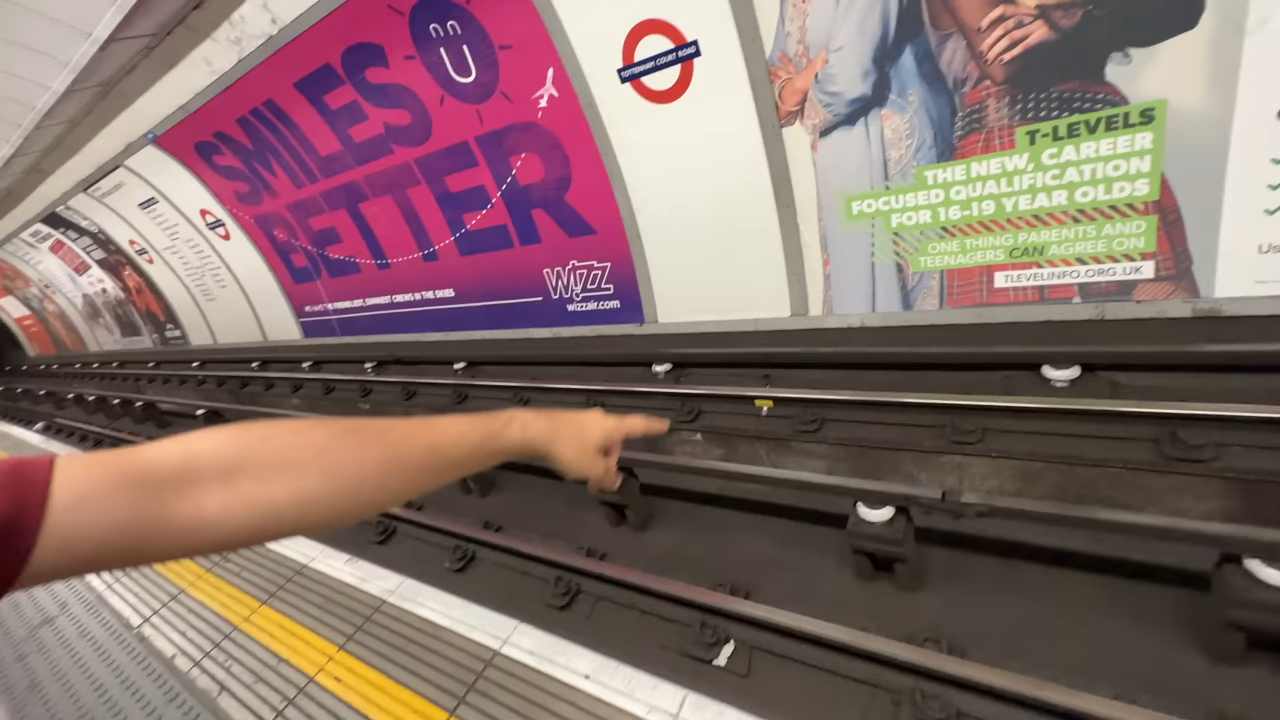 SMILES
BETTER
WIZZ
wizzair.com
TOTTENHAM COURT ROAD
T-LEVELS
THE NEW, CAREER
FOCUSED QUALIFICATION
FOR 16-19 YEAR OLDS
ONE THING PARENTS AND
TEENAGERS CAN AGREE ON
TLEVELINFO.ORG.UK